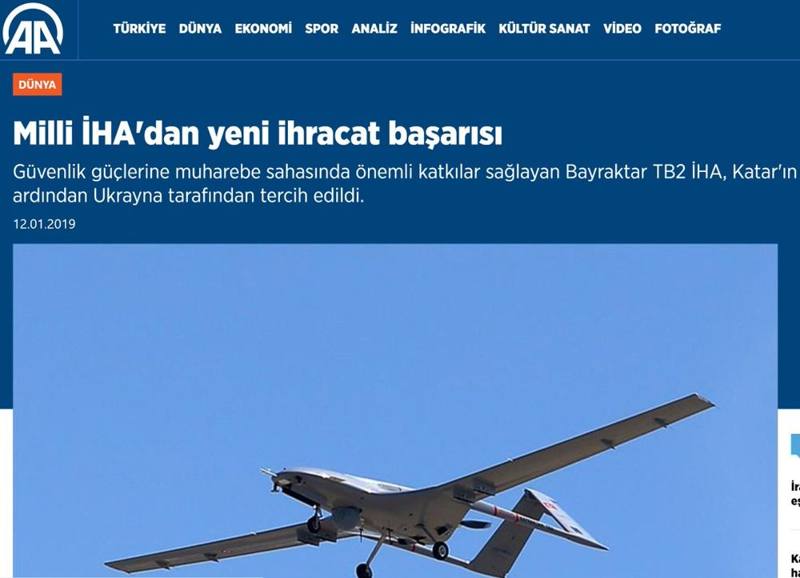 AA
TÜRKİYE DÜNYA EKONOMİ SPOR ANALİZ İNFOGRAFİK KÜLTÜR SANAT VİDEO FOTOĞRAF
DÜNYA
Milli İHA'dan yeni ihracat başarısı
Güvenlik güçlerine muharebe sahasında önemli katkılar sağlayan Bayraktar TB2 İHA, Katar'ın
ardından Ukrayna tarafından tercih edildi.
12.01.2019